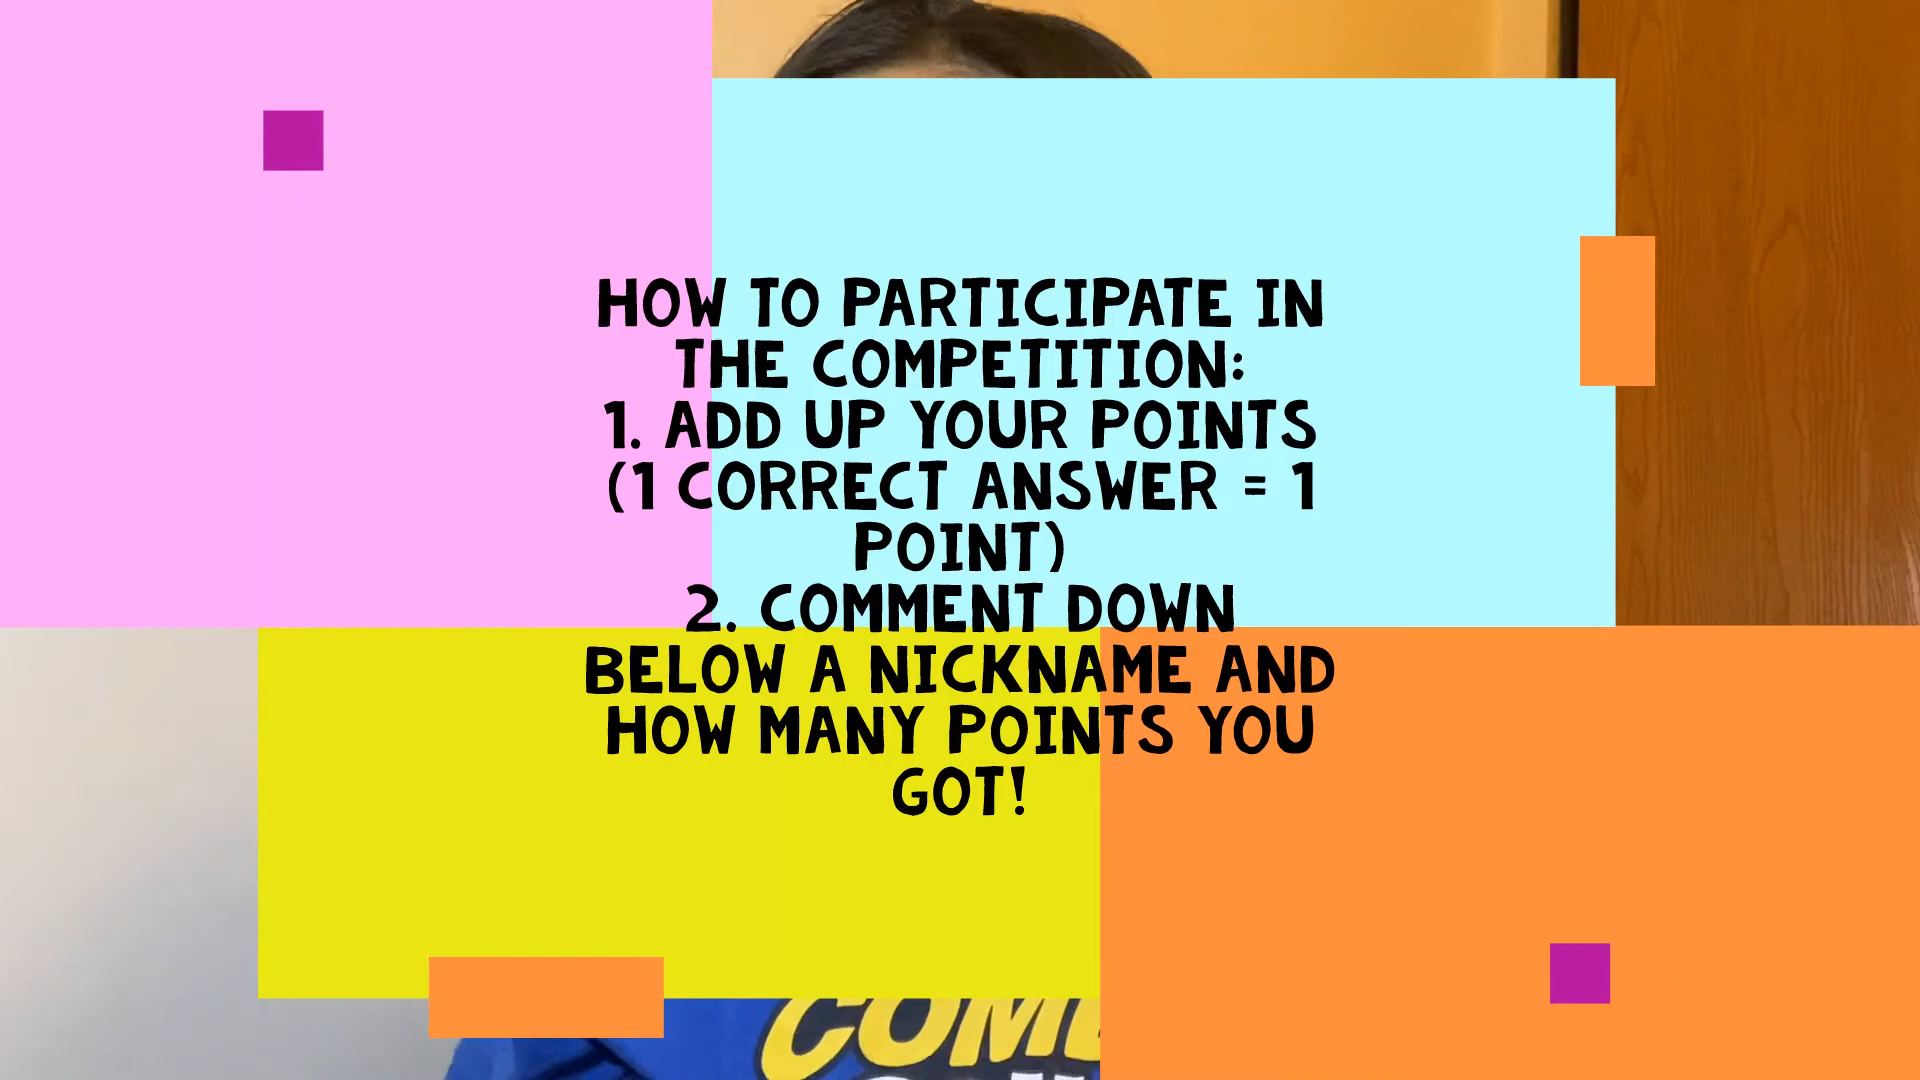 HOW TO PARTICIPATE IN
THE COMPETITION:
1. ADD UP YOUR POINTS
(1 CORRECT ANSWER = 1
POINT)
2. COMMENT DOWN
BELOW A NICKNAME AND
HOW MANY POINTS YOU
GOT!